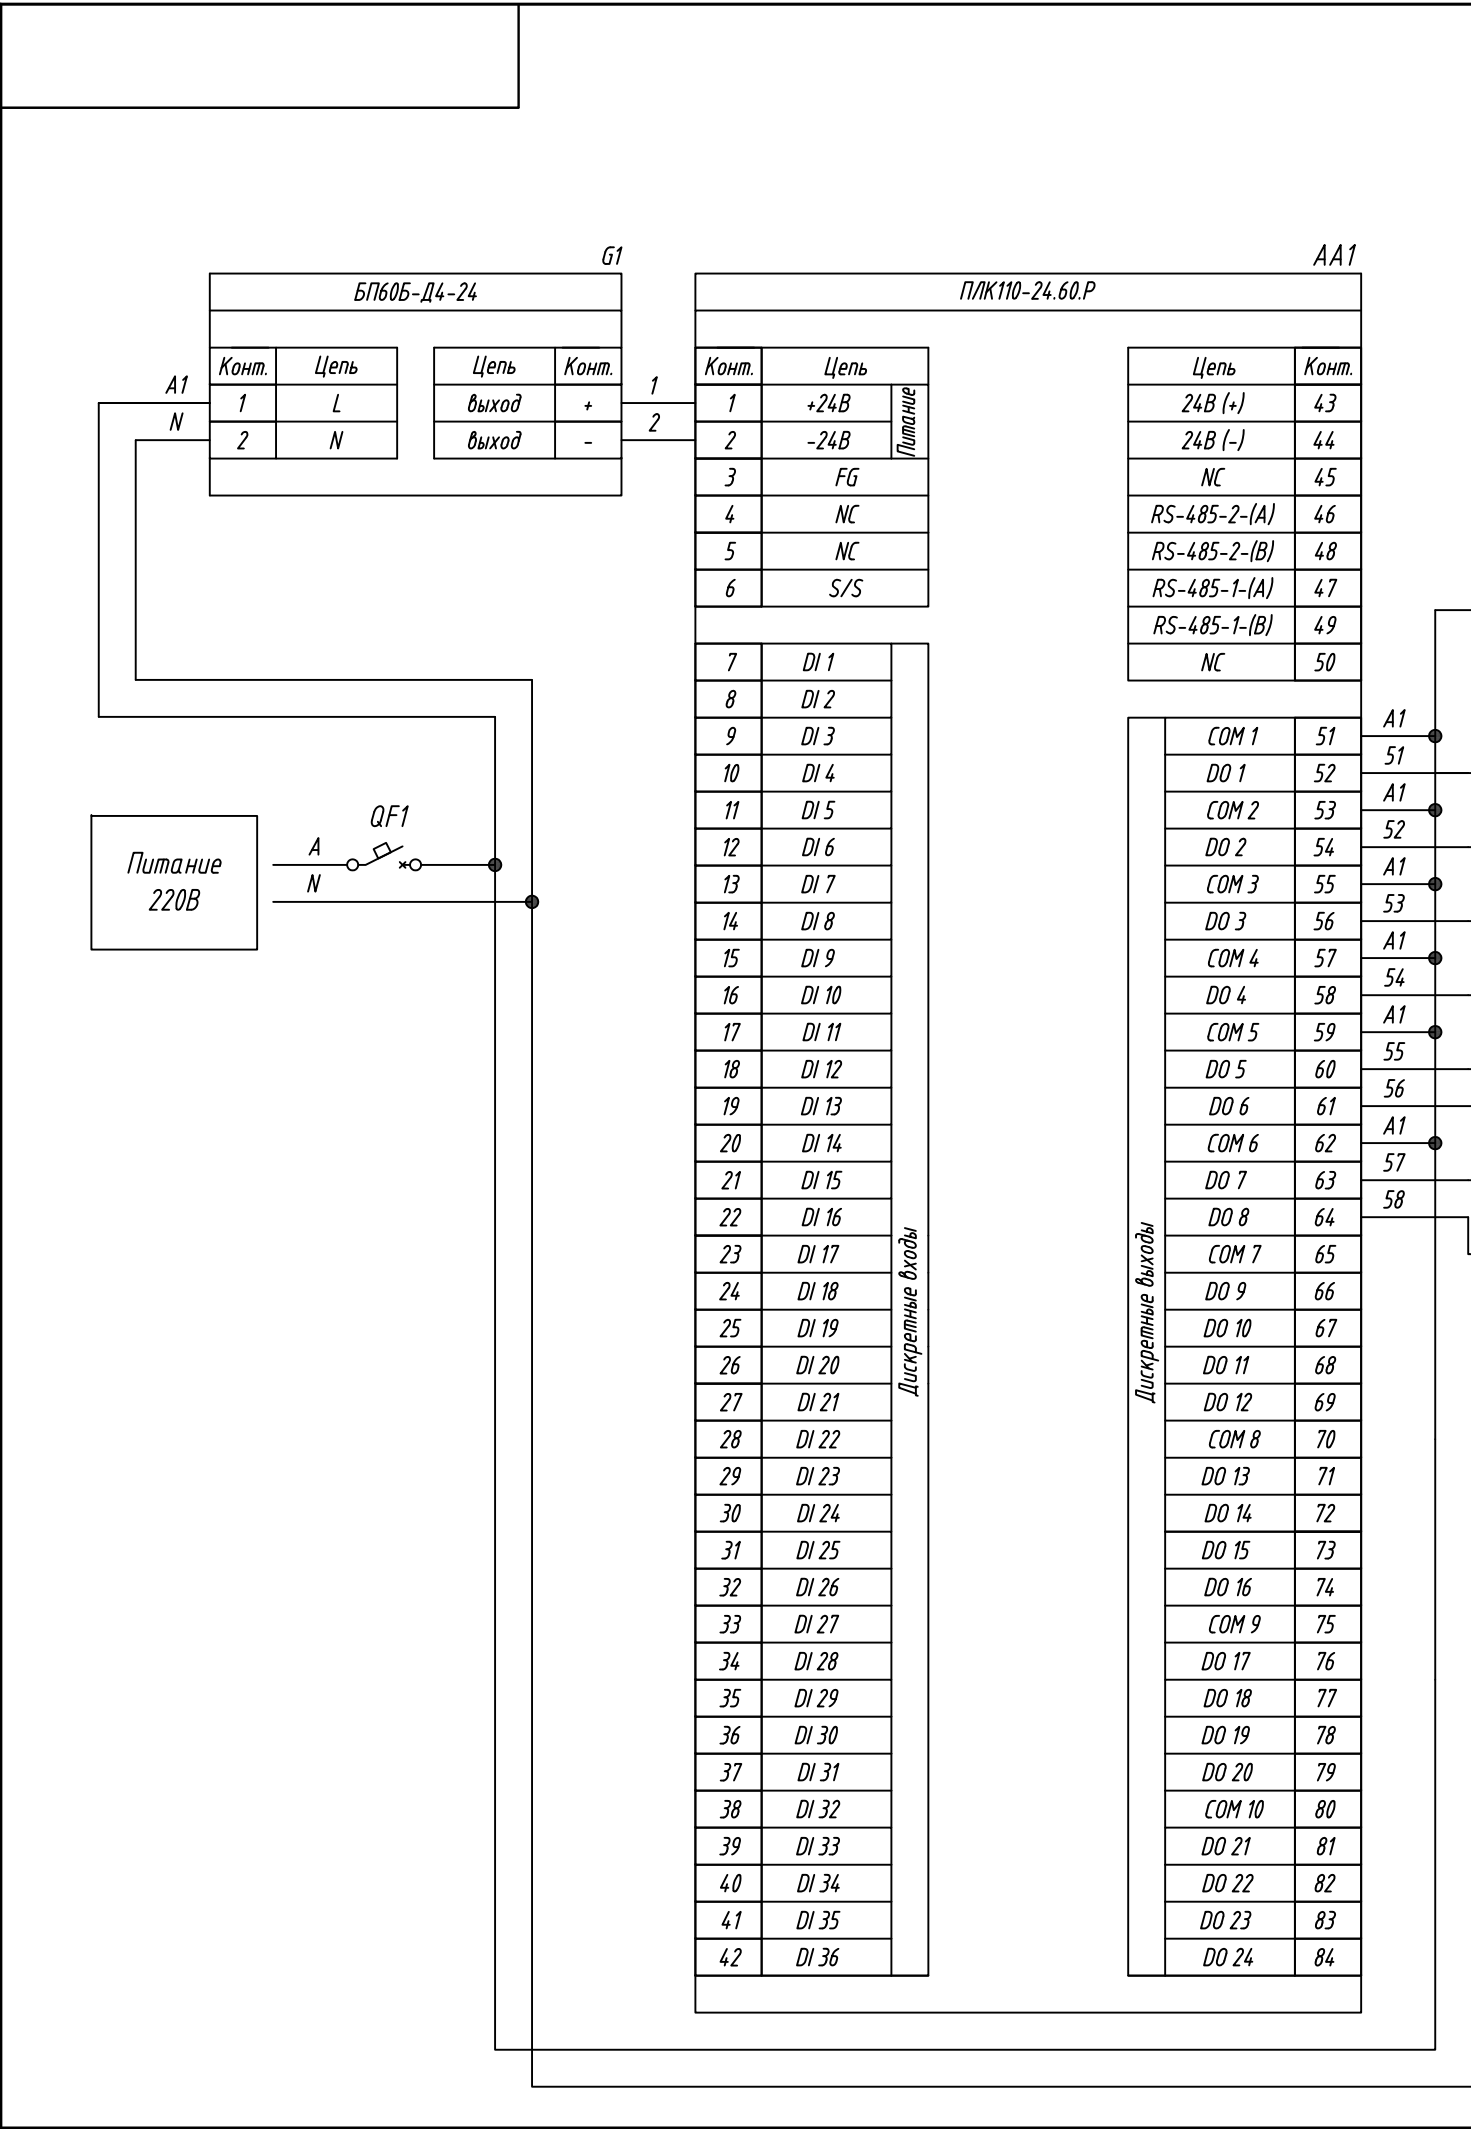 G1
БП60Б-Д4-24
Конт. Цепь Цепь Конт.
A1 1 L выход +
N 2 N выход -
1
2
AA1
ПЛК110-24.60.Р
Конт. Цепь
1 +24В
2 -24В
Питание
3 FG
4 NC
5 NC
6 S/S
7 DI 1
8 DI 2
9 DI 3
10 DI 4
11 DI 5
12 DI 6
13 DI 7
14 DI 8
15 DI 9
16 DI 10
17 DI 11
18 DI 12
19 DI 13
20 DI 14
21 DI 15
22 DI 16
23 DI 17
24 DI 18
25 DI 19
26 DI 20
27 DI 21
28 DI 22
29 DI 23
30 DI 24
31 DI 25
32 DI 26
33 DI 27
34 DI 28
35 DI 29
36 DI 30
37 DI 31
38 DI 32
39 DI 33
40 DI 34
41 DI 35
42 DI 36
Дискретные входы
Цепь Конт.
24В (+) 43
24В (-) 44
NC 45
RS-485-2-(A) 46
RS-485-2-(B) 48
RS-485-1-(A) 47
RS-485-1-(B) 49
NC 50
Дискретные выходы
COM 1 51 A1
DO 1 52 51
COM 2 53 A1
DO 2 54 52
COM 3 55 A1
DO 3 56 53
COM 4 57 A1
DO 4 58 54
COM 5 59 A1
DO 5 60 55
DO 6 61 56
COM 6 62 A1
DO 7 63 57
DO 8 64 58
COM 7 65
DO 9 66
DO 10 67
DO 11 68
DO 12 69
COM 8 70
DO 13 71
DO 14 72
DO 15 73
DO 16 74
COM 9 75
DO 17 76
DO 18 77
DO 19 78
DO 20 79
COM 10 80
DO 21 81
DO 22 82
DO 23 83
DO 24 84
Питание
220В
QF1
A
N